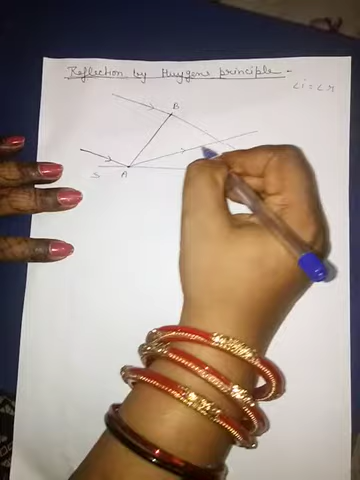 Reflection by Huygens principle -
∠i = ∠r
B
S
A